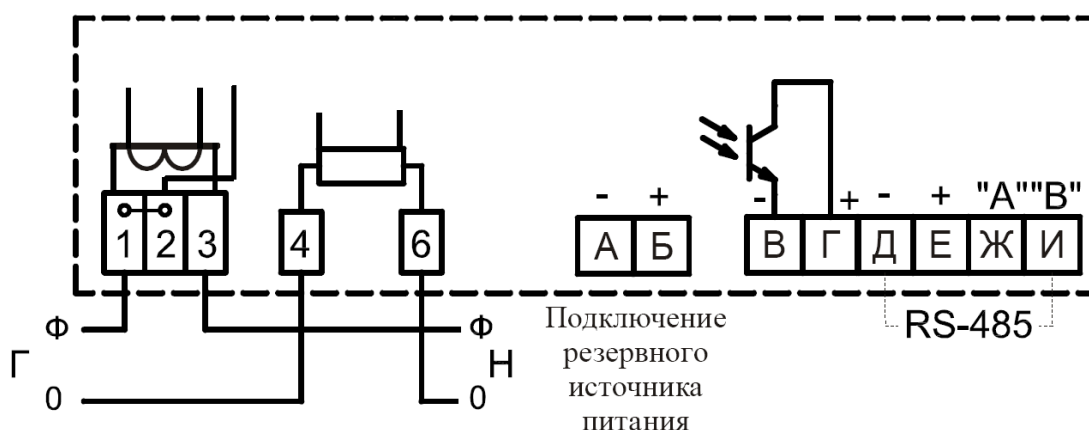 - + - + - + "А""В"
1 2 3 4 6 А Б В Г Д Е Ж И
Ф Ф
Г Н
0 0
RS-485
Подключение
резервного
источника
питания